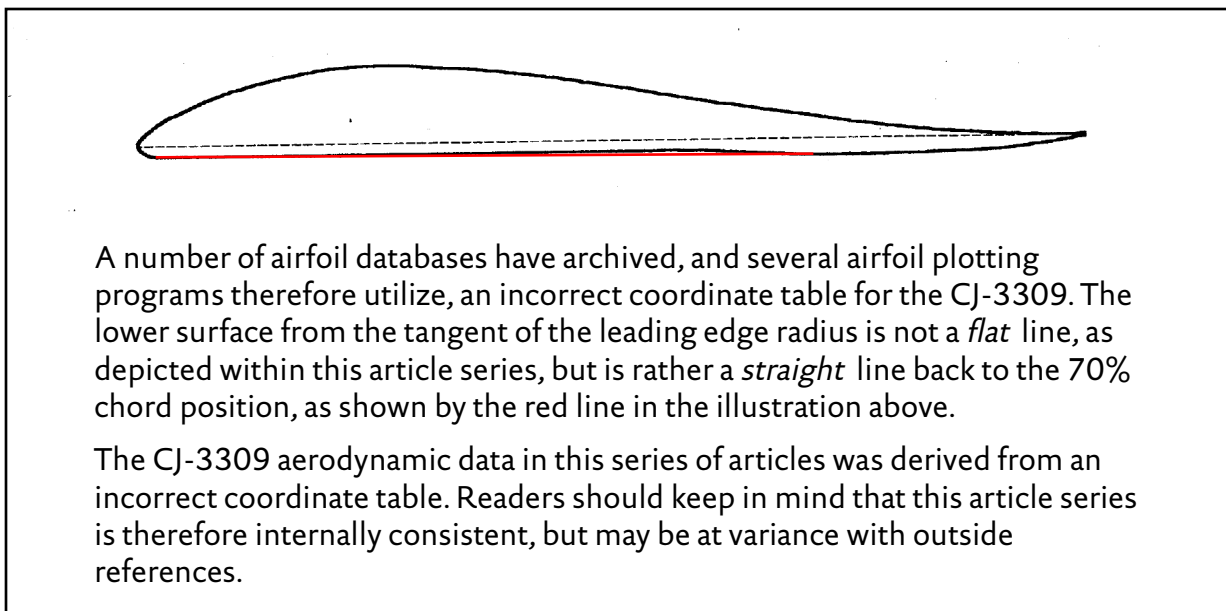 A number of airfoil databases have archived, and several airfoil plotting
programs therefore utilize, an incorrect coordinate table for the CJ-3309. The
lower surface from the tangent of the leading edge radius is not a flat line, as
depicted within this article series, but is rather a straight line back to the 70%
chord position, as shown by the red line in the illustration above.
The CJ-3309 aerodynamic data in this series of articles was derived from an
incorrect coordinate table. Readers should keep in mind that this article series
is therefore internally consistent, but may be at variance with outside
references.